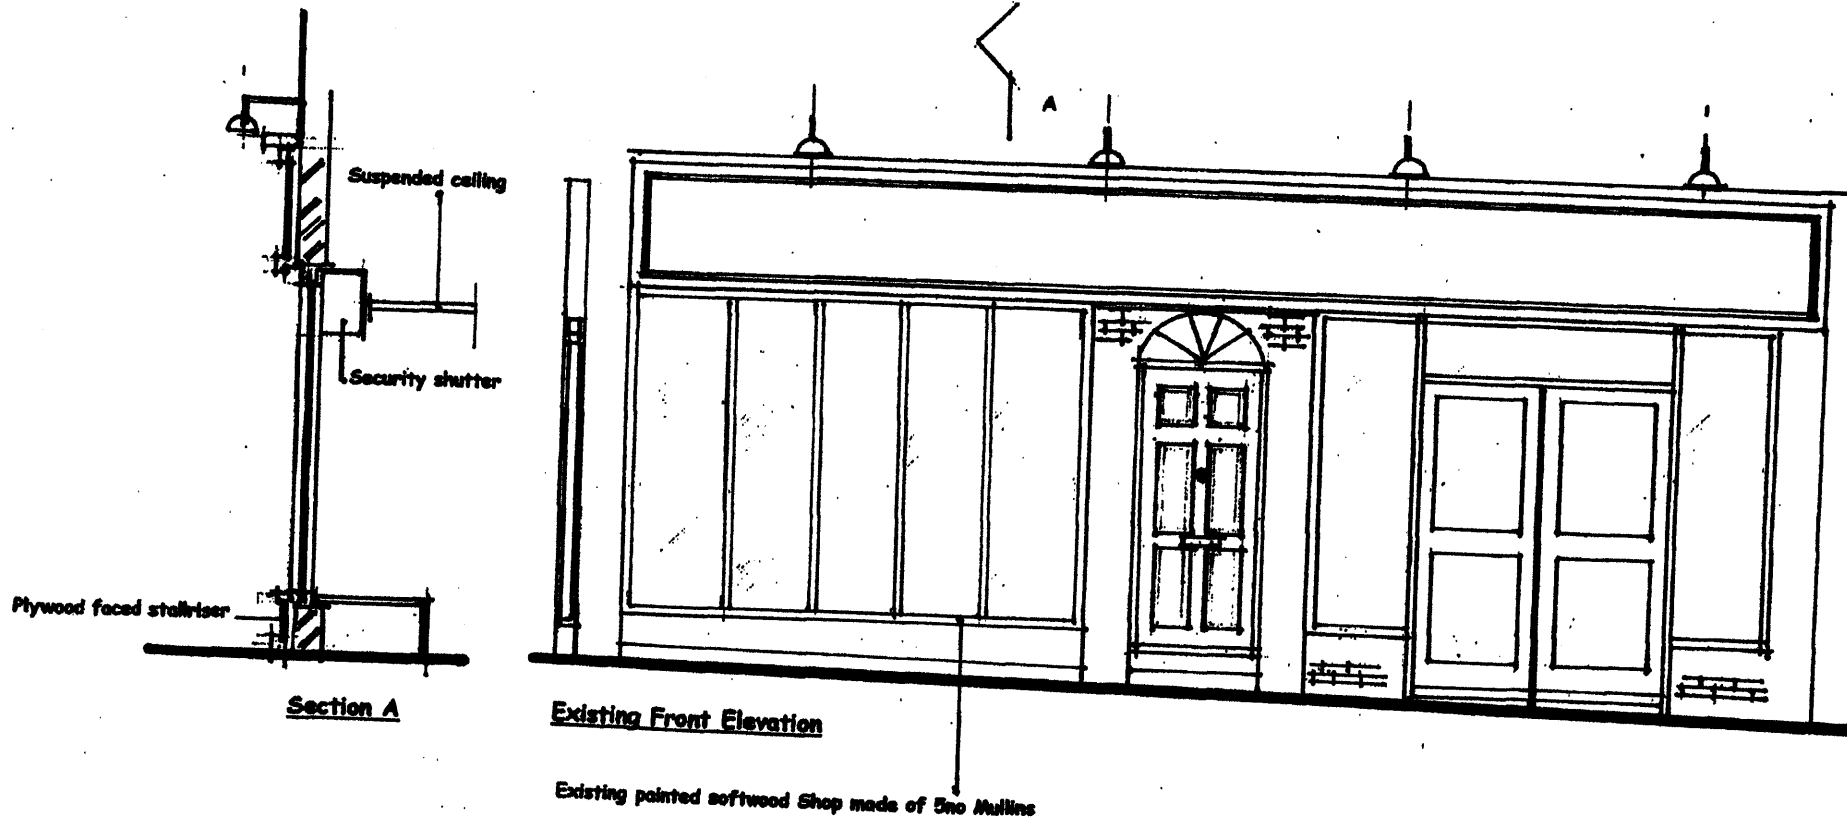 A
Suspended ceiling
Security shutter
Plywood faced stallriser
Section A
Existing Front Elevation
Existing painted softwood Shop made of 5no Mullins